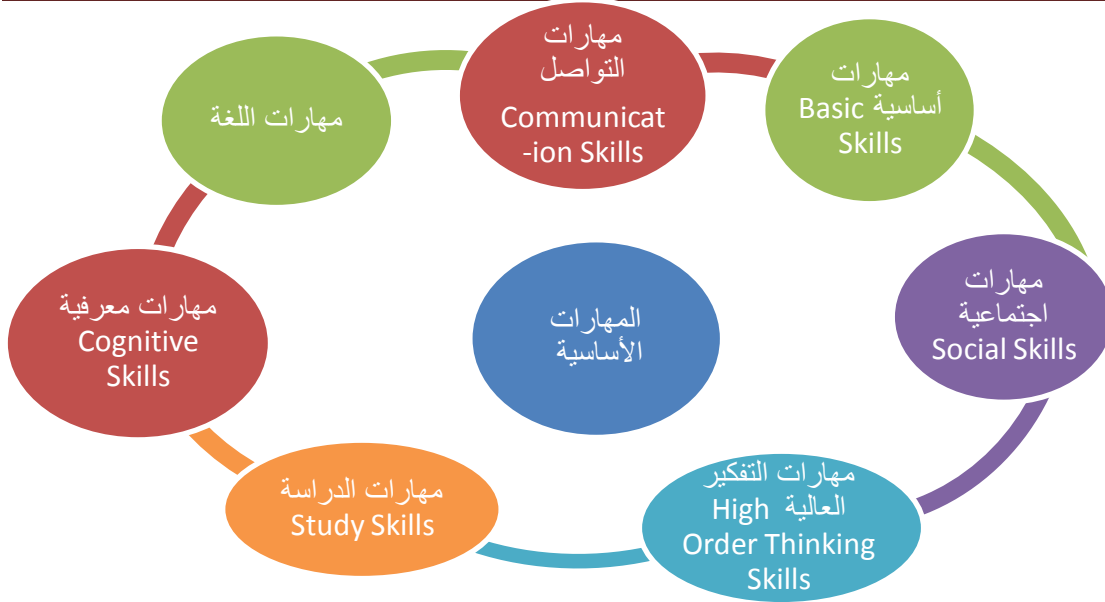 مهارات
التواصل
Communicat
-ion Skills
مهارات
أساسية Basic
Skills
مهارات
اجتماعية
Social Skills
مهارات التفكير
العالية High
Order Thinking
Skills
مهارات الدراسة
Study Skills
مهارات معرفية
Cognitive
Skills
مهارات اللغة
المهارات
الأساسية